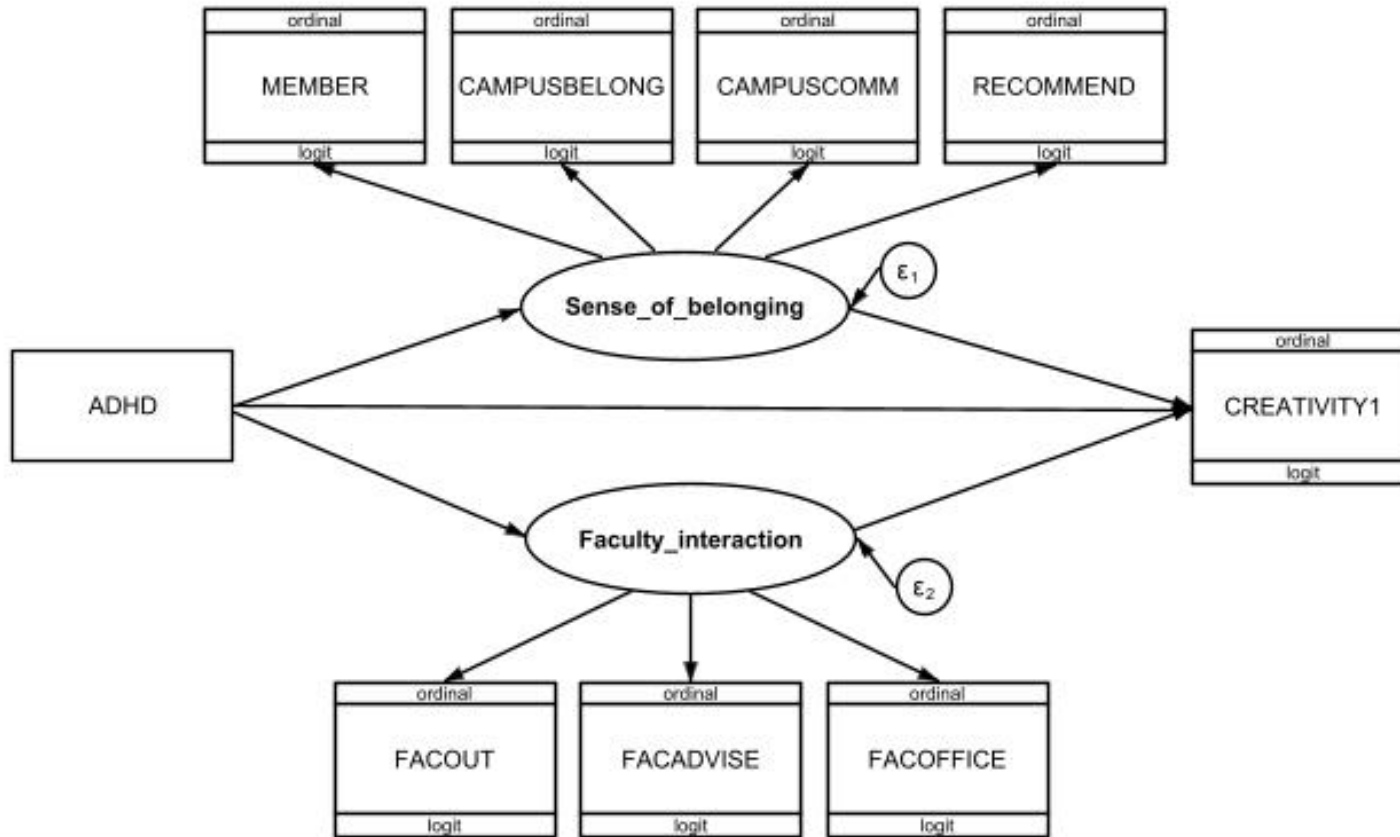 ordinal ordinal ordinal ordinal
MEMBER CAMPUSBELONG CAMPUSCOMM RECOMMEND
logit logit logit logit
ε1
Sense_of_belonging
ordinal
ADHD CREATIVITY1
logit
Faculty_interaction
ε2
ordinal ordinal ordinal
FACOUT FACADVISE FACOFFICE
logit logit logit